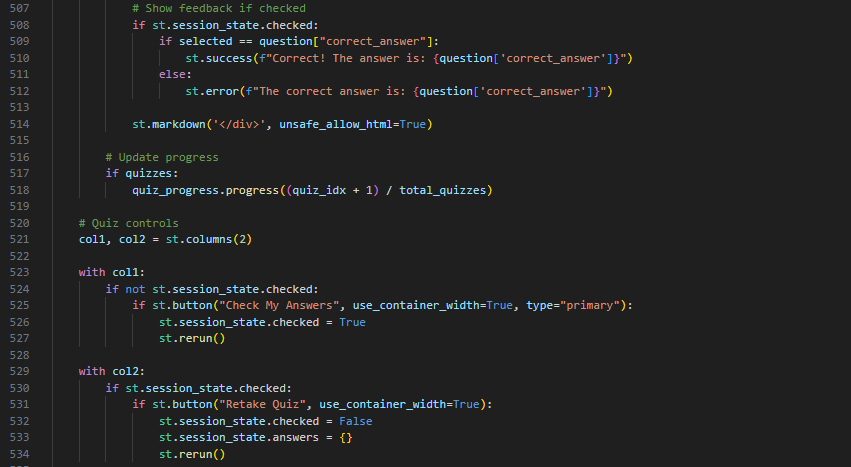 507 # Show feedback if checked
508 if st.session_state.checked:
509 if selected == question["correct_answer"]:
510 st.success(f"Correct! The answer is: {question['correct_answer']}")
511 else:
512 st.error(f"The correct answer is: {question['correct_answer']}")
513
514 st.markdown('</div>', unsafe_allow_html=True)
515
516 # Update progress
517 if quizzes:
518 quiz_progress.progress((quiz_idx + 1) / total_quizzes)
519
520 # Quiz controls
521 col1, col2 = st.columns(2)
522
523 with col1:
524 if not st.session_state.checked:
525 if st.button("Check My Answers", use_container_width=True, type="primary"):
526 st.session_state.checked = True
527 st.rerun()
528
529 with col2:
530 if st.session_state.checked:
531 if st.button("Retake Quiz", use_container_width=True):
532 st.session_state.checked = False
533 st.session_state.answers = {}
534 st.rerun()